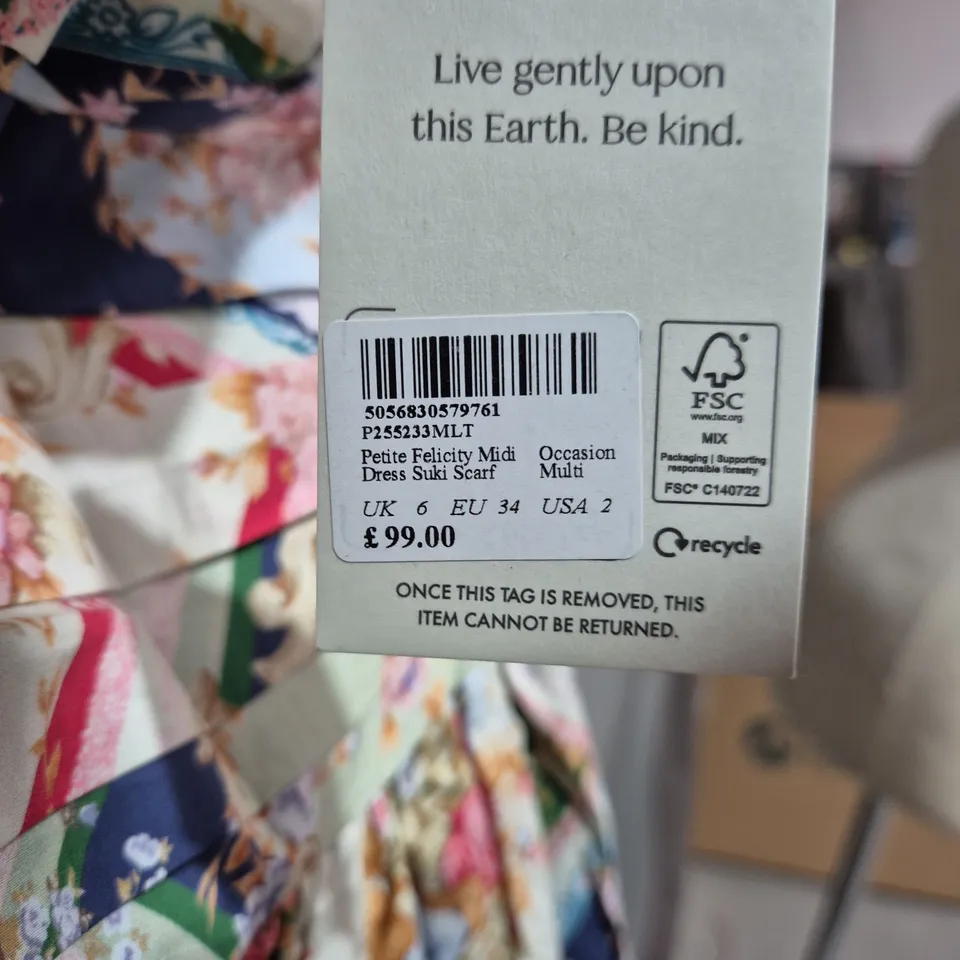 Live gently upon
this Earth. Be kind.
5056830579761
P255233MLT
Petite Felicity Midi Occasion
Dress Suki Scarf Multi
UK 6 EU 34 USA 2
£99.00
FSC
www.fsc.org
MIX
Packaging | Supporting
responsible forestry
FSC® C140722
recycle
ONCE THIS TAG IS REMOVED, THIS
ITEM CANNOT BE RETURNED.